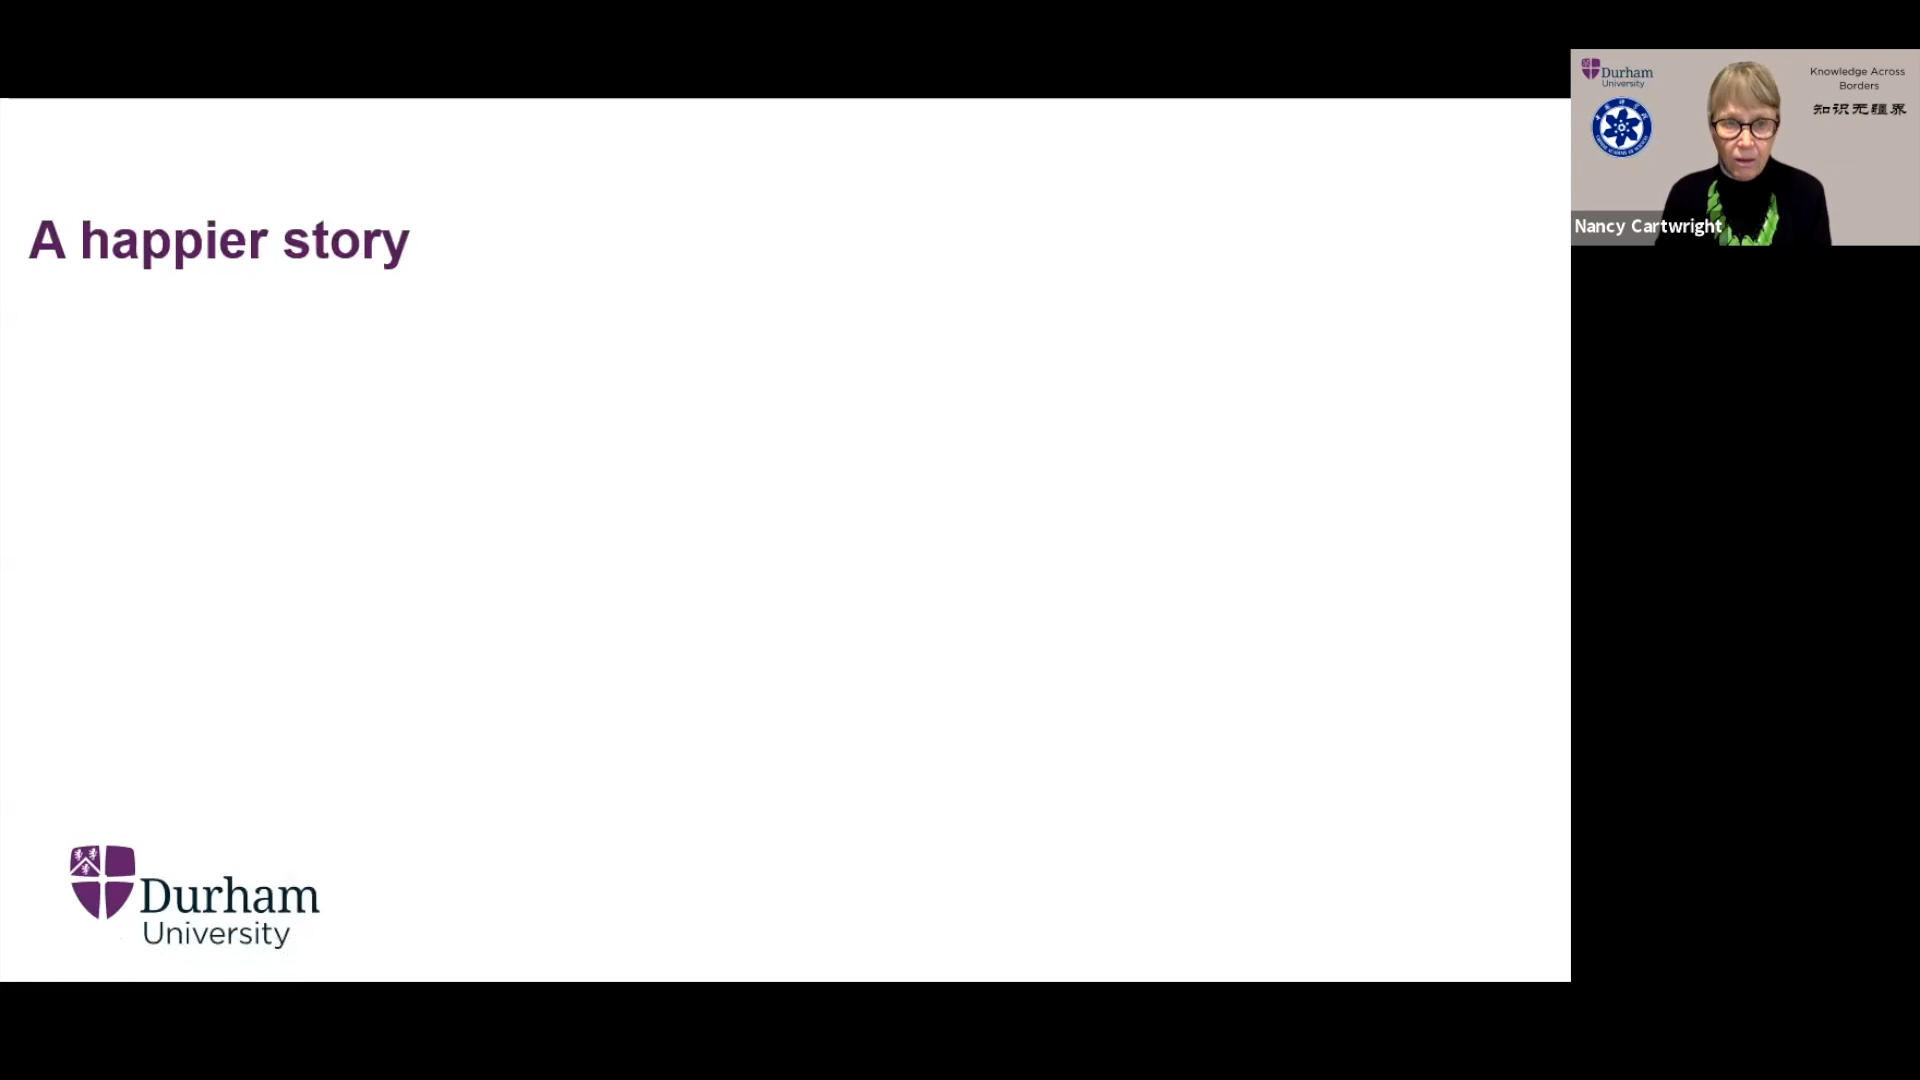 A happier story
Durham
University
Durham
University
Knowledge Across
Borders
知识无疆界
Nancy Cartwright